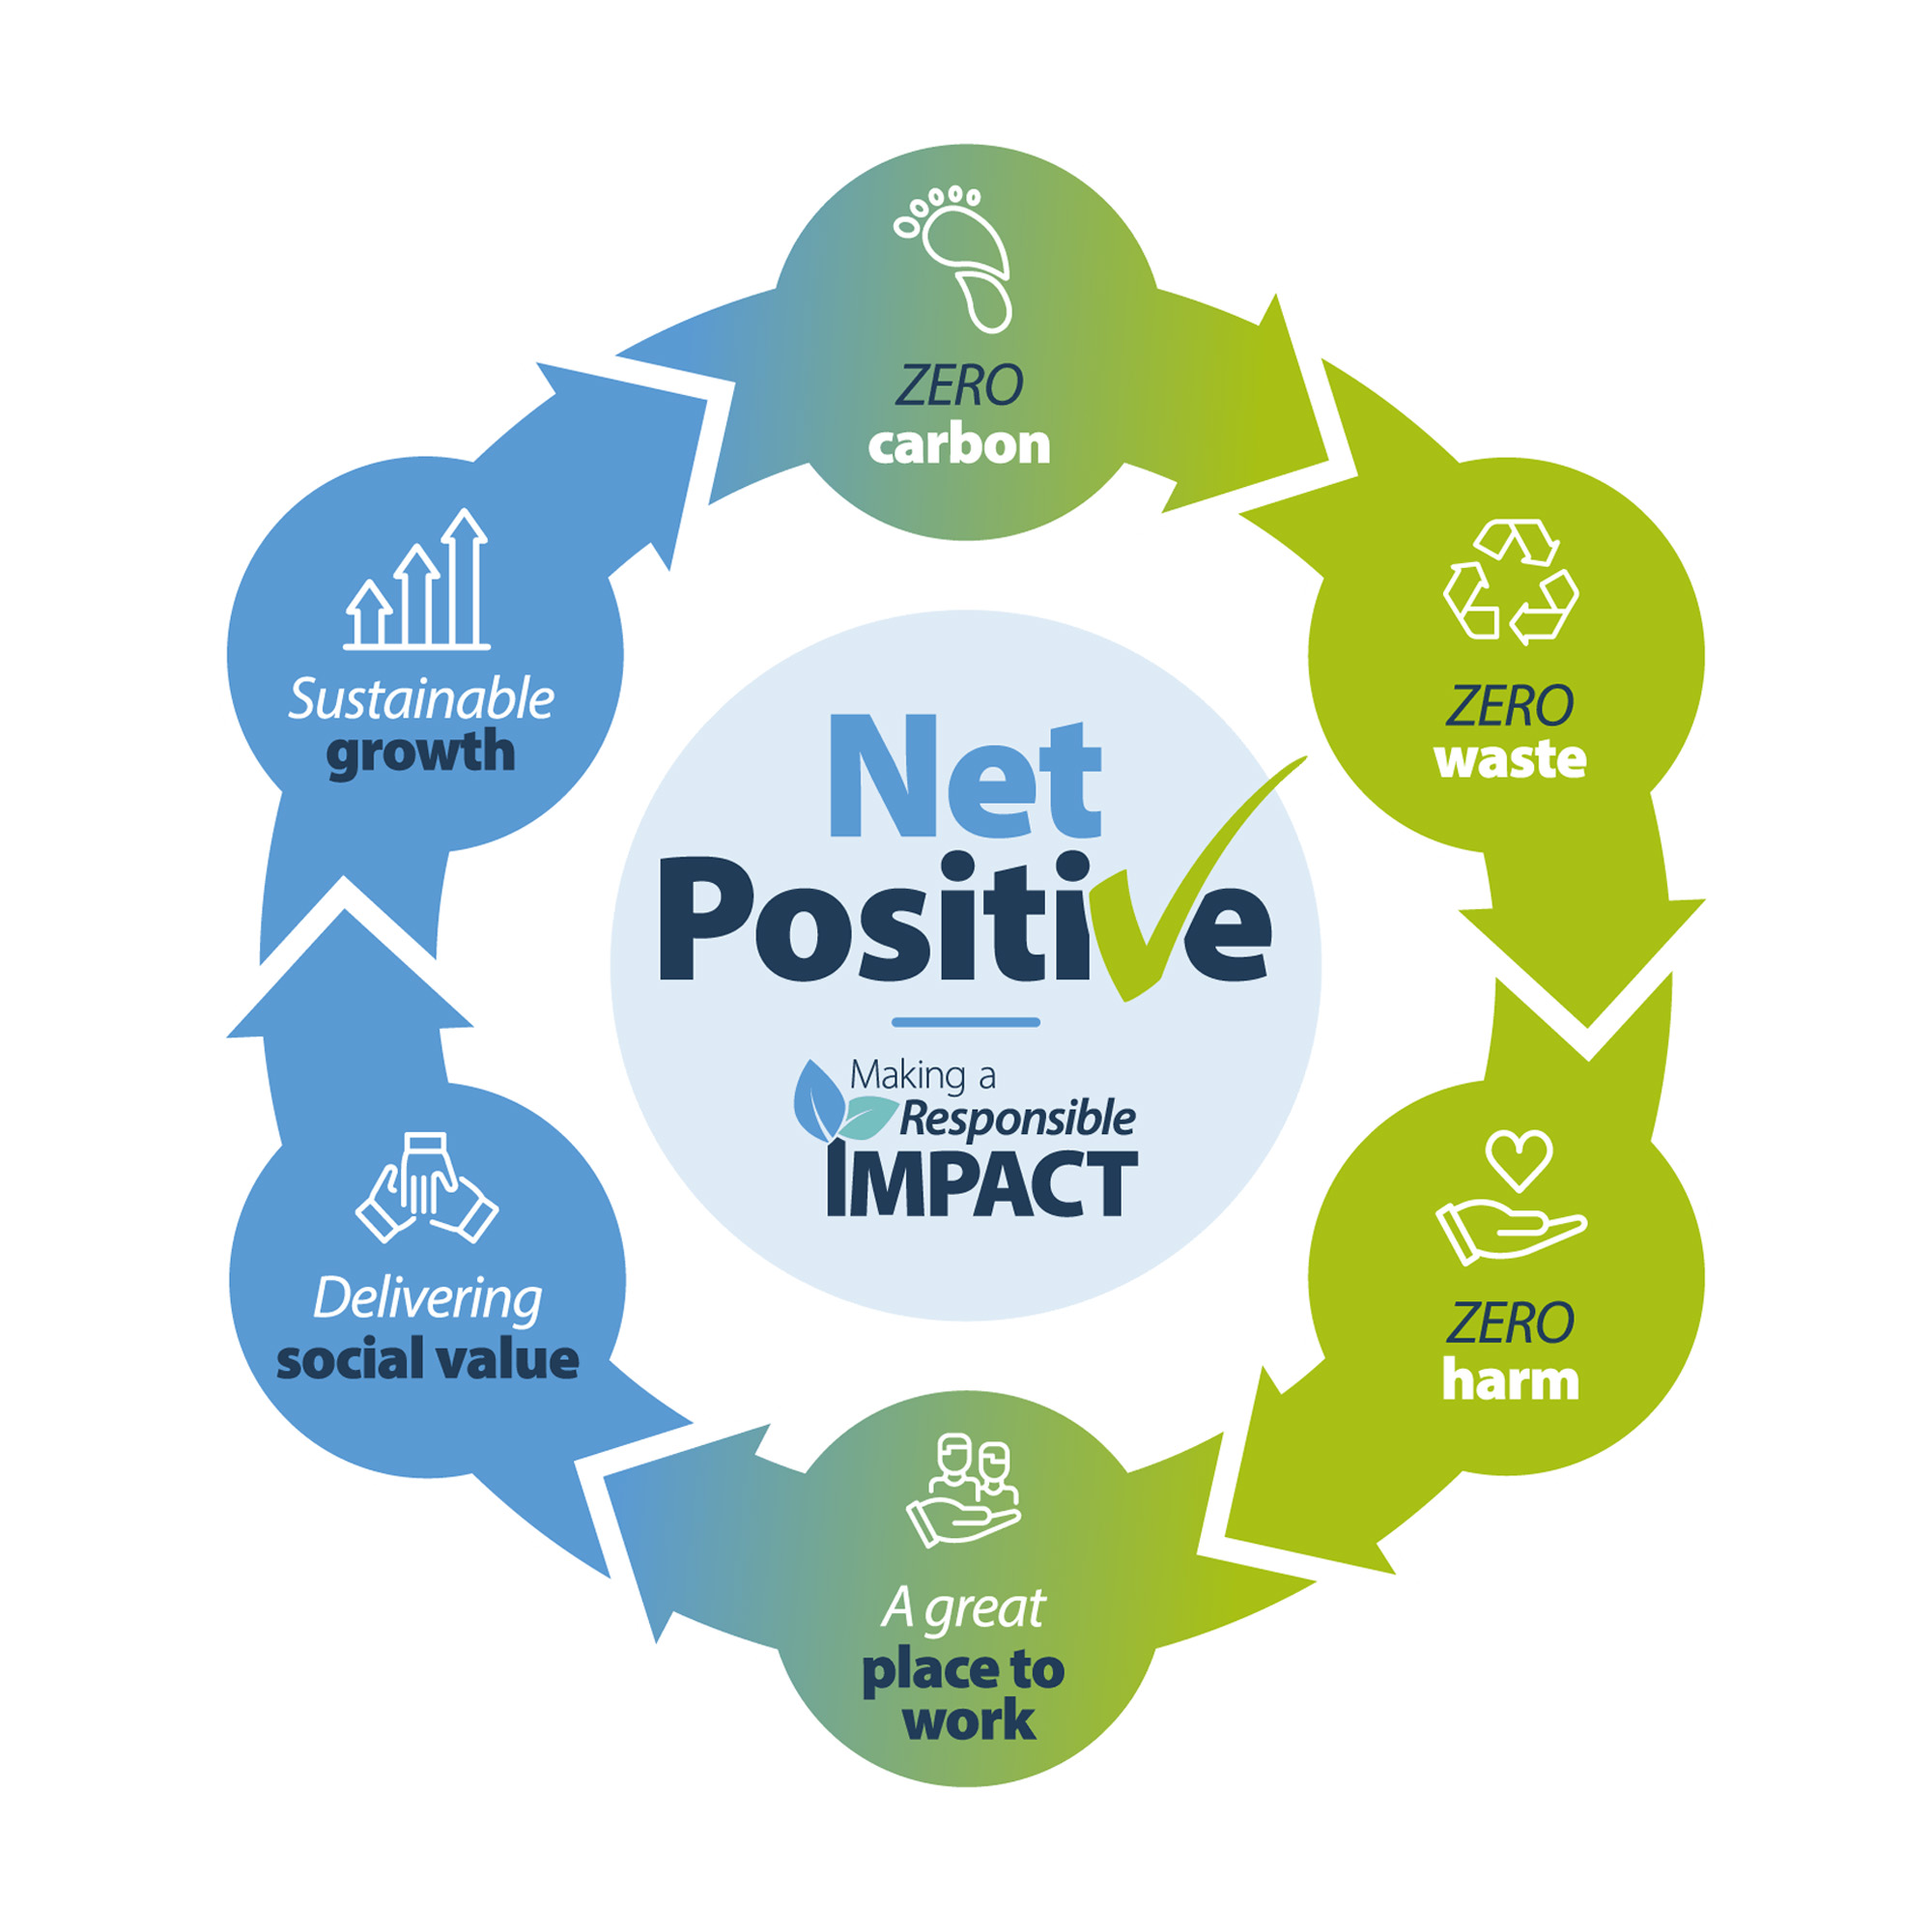 ZERO
carbon
ZERO
waste
ZERO
harm
A great
place to
work
Delivering
social value
Sustainable
growth
Net
Positive
Making a
Responsible
IMPACT